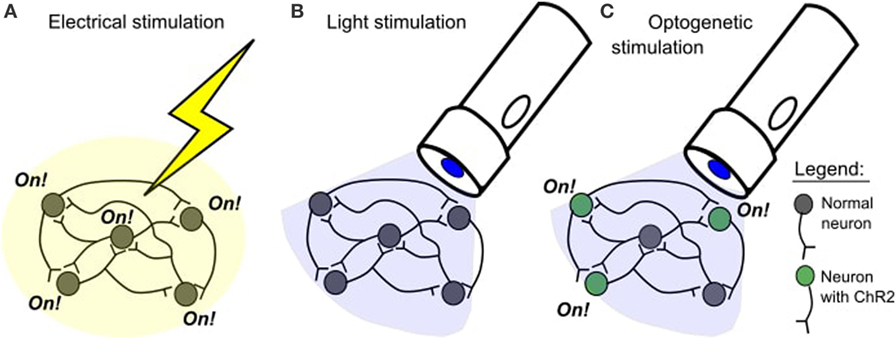 A
Electrical stimulation
On!
On!
On!
On!
On!
B
Light stimulation
C
Optogenetic
stimulation
On!
On!
On!
Legend:
Normal
neuron
Neuron
with ChR2